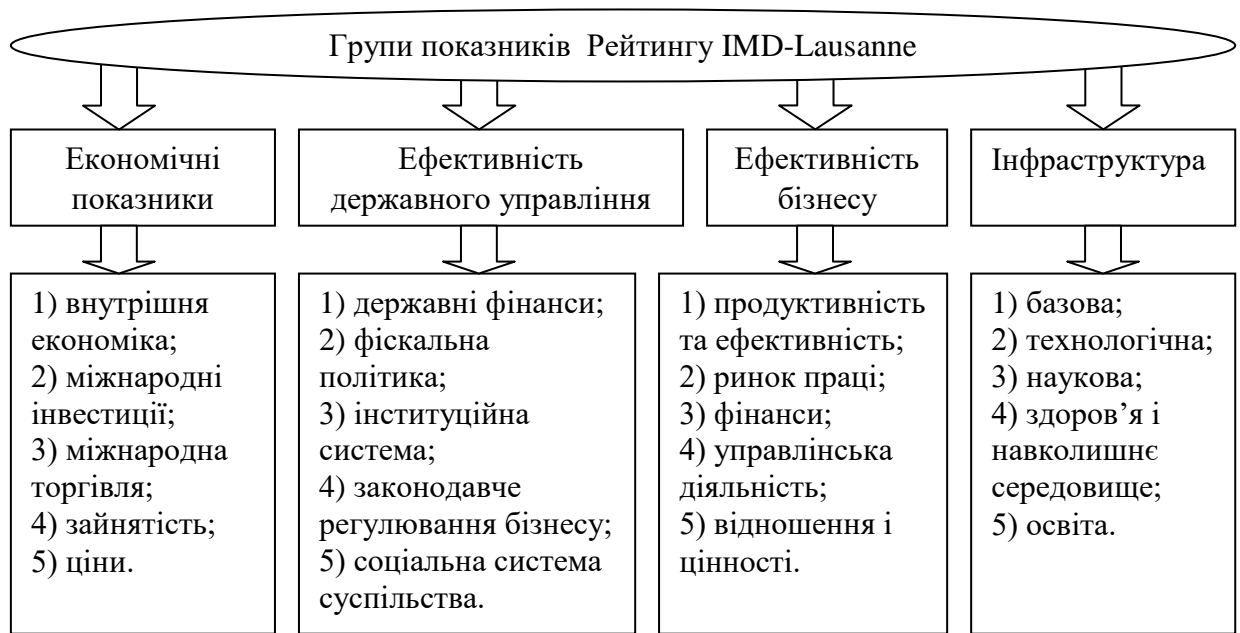 Групи показників Рейтингу IMD-Lausanne
Економічні
показники
Ефективність
державного управління
Ефективність
бізнесу
Інфраструктура
1) внутрішня
економіка;
2) міжнародні
інвестиції;
3) міжнародна
торгівля;
4) зайнятість;
5) ціни.
1) державні фінанси;
2) фіскальна
політика;
3) інституційна
система;
4) законодавче
регулювання бізнесу;
5) соціальна система
суспільства.
1) продуктивність
та ефективність;
2) ринок праці;
3) фінанси;
4) управлінська
діяльність;
5) відношення і
цінності.
1) базова;
2) технологічна;
3) наукова;
4) здоров’я і
навколишнє
середовище;
5) освіта.